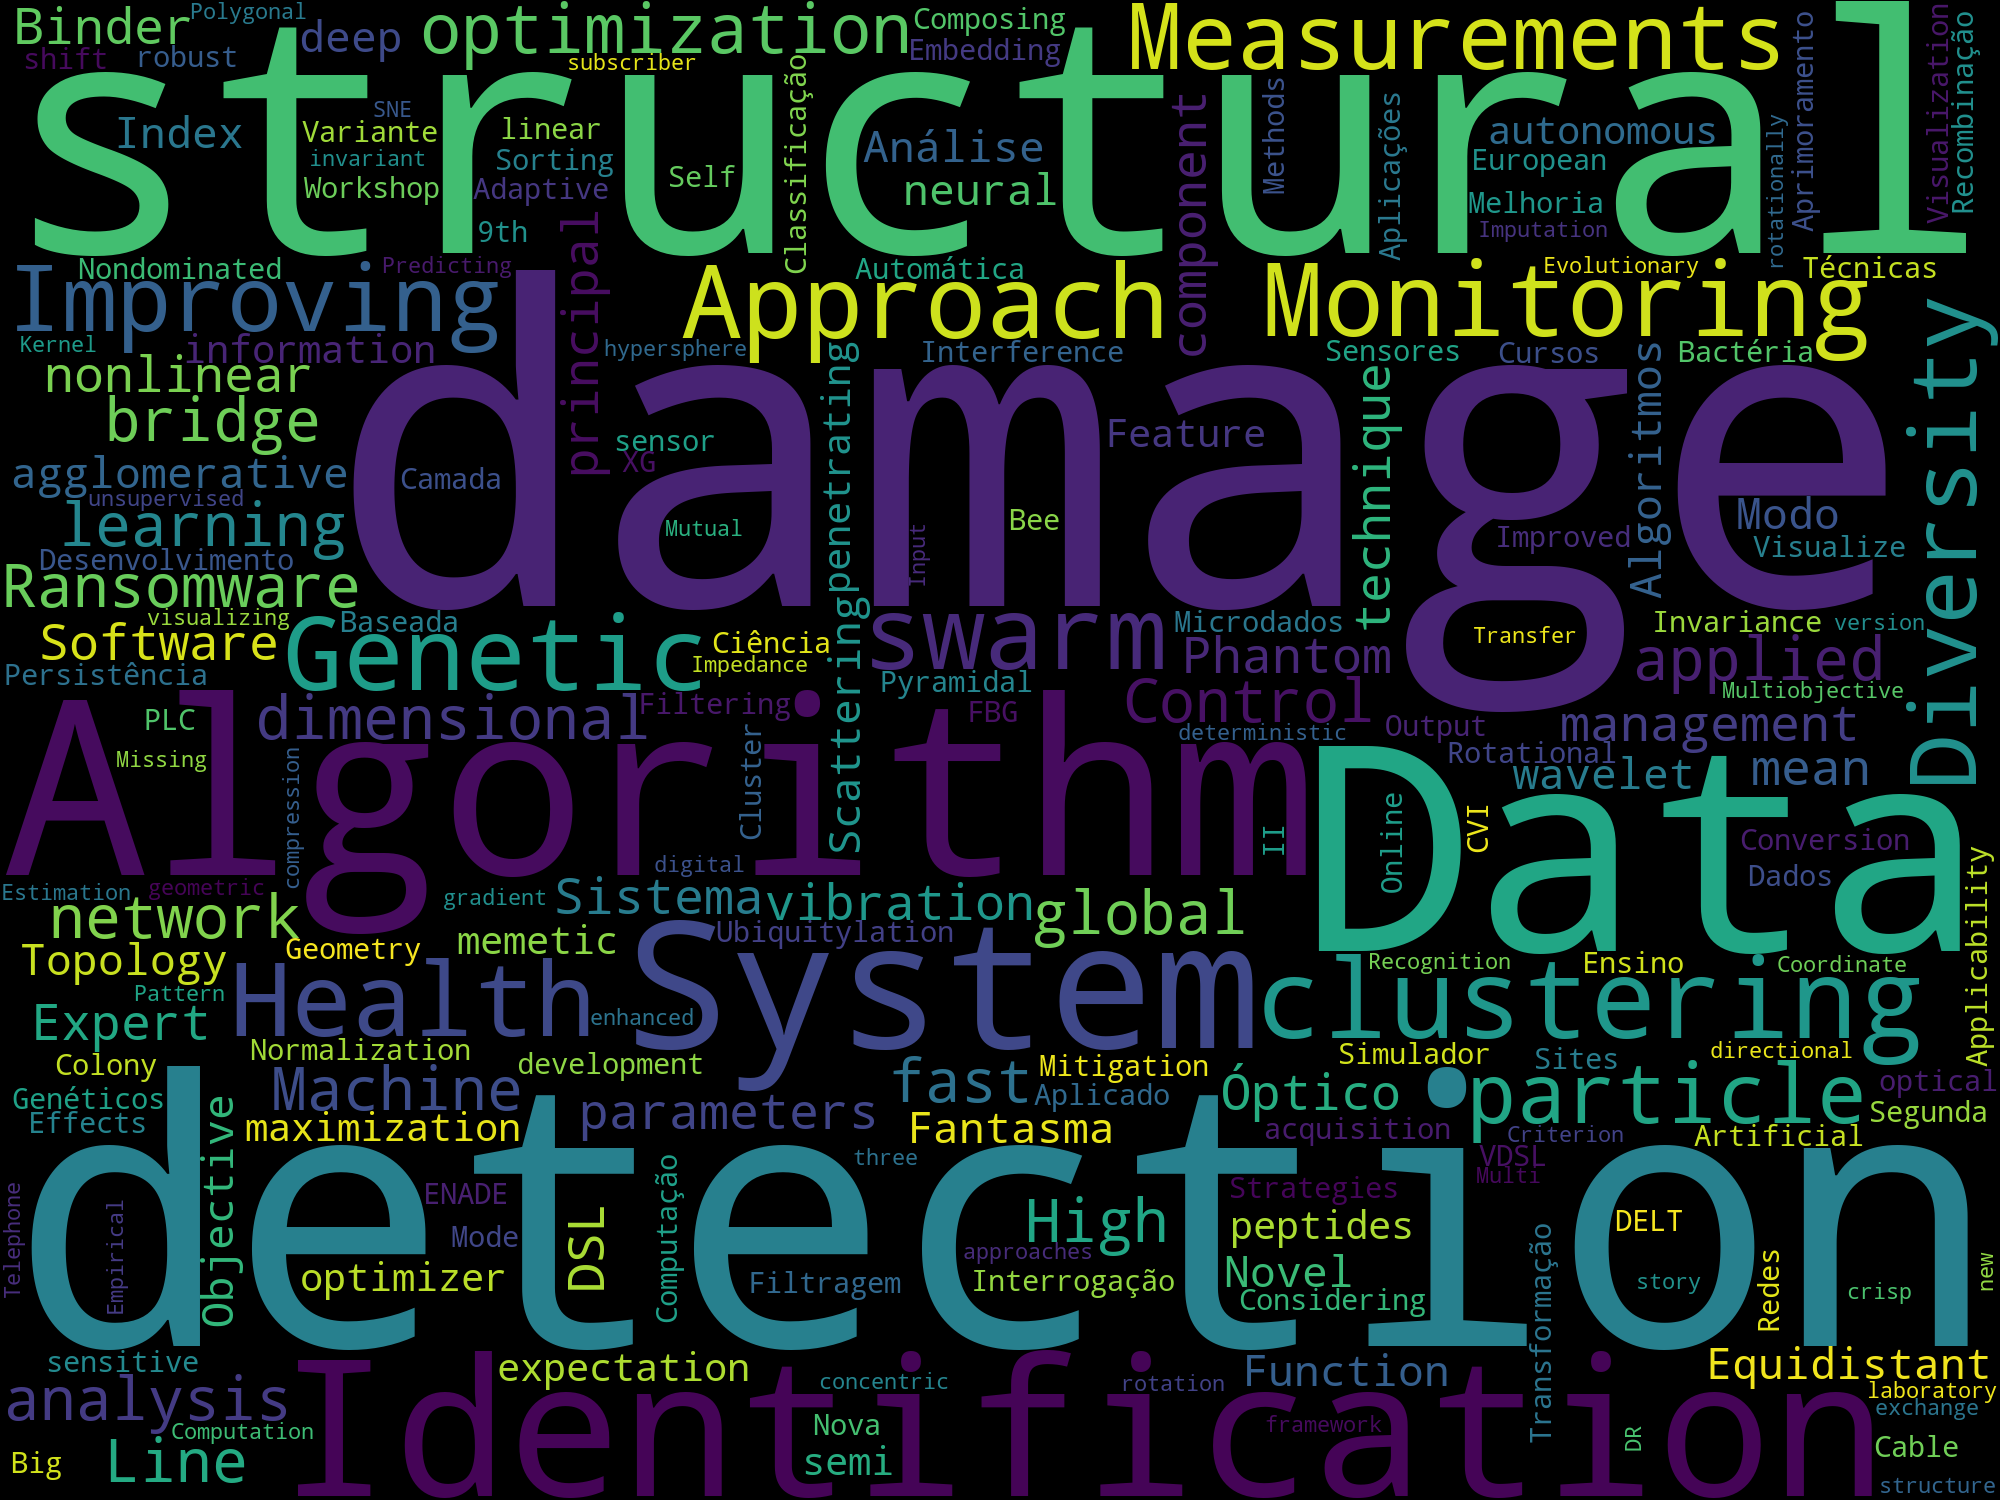 Polygonal
Binder
shift
robust
deep
optimization
subscriber
Composing
Embedding
Measurements
structural
Index
SNE
Variante
invariant
Workshop
linear
Sorting
Adaptive
9th
Self
Classificação
Análise
neural
component
Methods
Aplicações
autonomous
European
Melhoria
Imputation
rotationally
Aprimoramento
Visualization
Recombinação
Nondominated
Predicting
Improving
principal
Automática
Approach
Evolutionary
Técnicas
Monitoring
Kernel
information
hypersphere
Interference
Sensores
Cursos
Bactéria
nonlinear
bridge
damage
sensor
XG
penetrating
Feature
technique
Algoritmos
Diversity
agglomerative
unsupervised
Camada
Mutual
Input
Bee
Improved
Modo
Visualize
learning
Desenvolvimento
Ransomware
visualizing
Baseada
Software
Genetic
Ciência
Impedance
Scattering
swarm
Microdados
Phantom
Transfer
Invariance
version
applied
Persistência
Pyramidal
Multiobjective
PLC
dimensional
Filtering
FBG
Control
Output
management
Missing
Algorithm
Cluster
deterministic
Rotational
wavelet
mean
compression
II
Data
Online
CVI
Conversion
Dados
Estimation
geometric
gradient
digital
Sistema
vibration
global
Applicability
network
Geometry
memetic
Ubiquitylation
System
Topology
Pattern
Health
enhanced
Recognition
Ensino
Coordinate
clustering
Expert
Normalization
development
Mitigation
Simulador
Sites
directional
Colony
Genéticos
Effects
Machine
maximization
parameters
fast
Aplicado
Óptico
particle
optical
Segunda
Fantasma
acquisition
Criterion
Artificial
detection
Objective
three
VDSL
Multi
Telephone
Empirical
ENADE
Mode
DSL
Computação
High
approaches
Strategies
peptides
Transformação
DELT
optimizer
Filtragem
Interrogação
Novel
Considering
story
Redes
crisp
new
sensitive
expectation
concentric
rotation
Function
Equidistant
laboratory
exchange
analysis
Identification
Computation
Nova
framework
DR
Big
Line
semi
Cable
structure